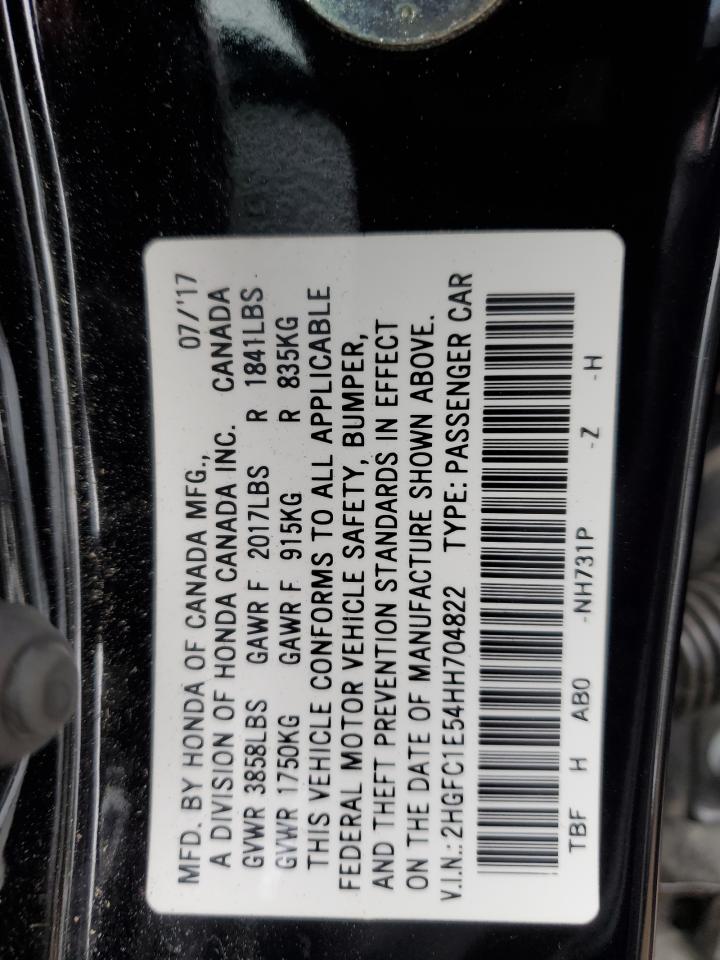 MFD. BY HONDA OF CANADA MFG., 07/'17
A DIVISION OF HONDA CANADA INC. CANADA
GVWR 3858LBS GAWR F 2017LBS R 1841LBS
GVWR 1750KG GAWR F 915KG R 835KG
THIS VEHICLE CONFORMS TO ALL APPLICABLE
FEDERAL MOTOR VEHICLE SAFETY, BUMPER,
AND THEFT PREVENTION STANDARDS IN EFFECT
ON THE DATE OF MANUFACTURE SHOWN ABOVE.
V.I.N.: 2HGFC1E54HH704822 TYPE: PASSENGER CAR
TBF H AB0 -NH731P -Z -H